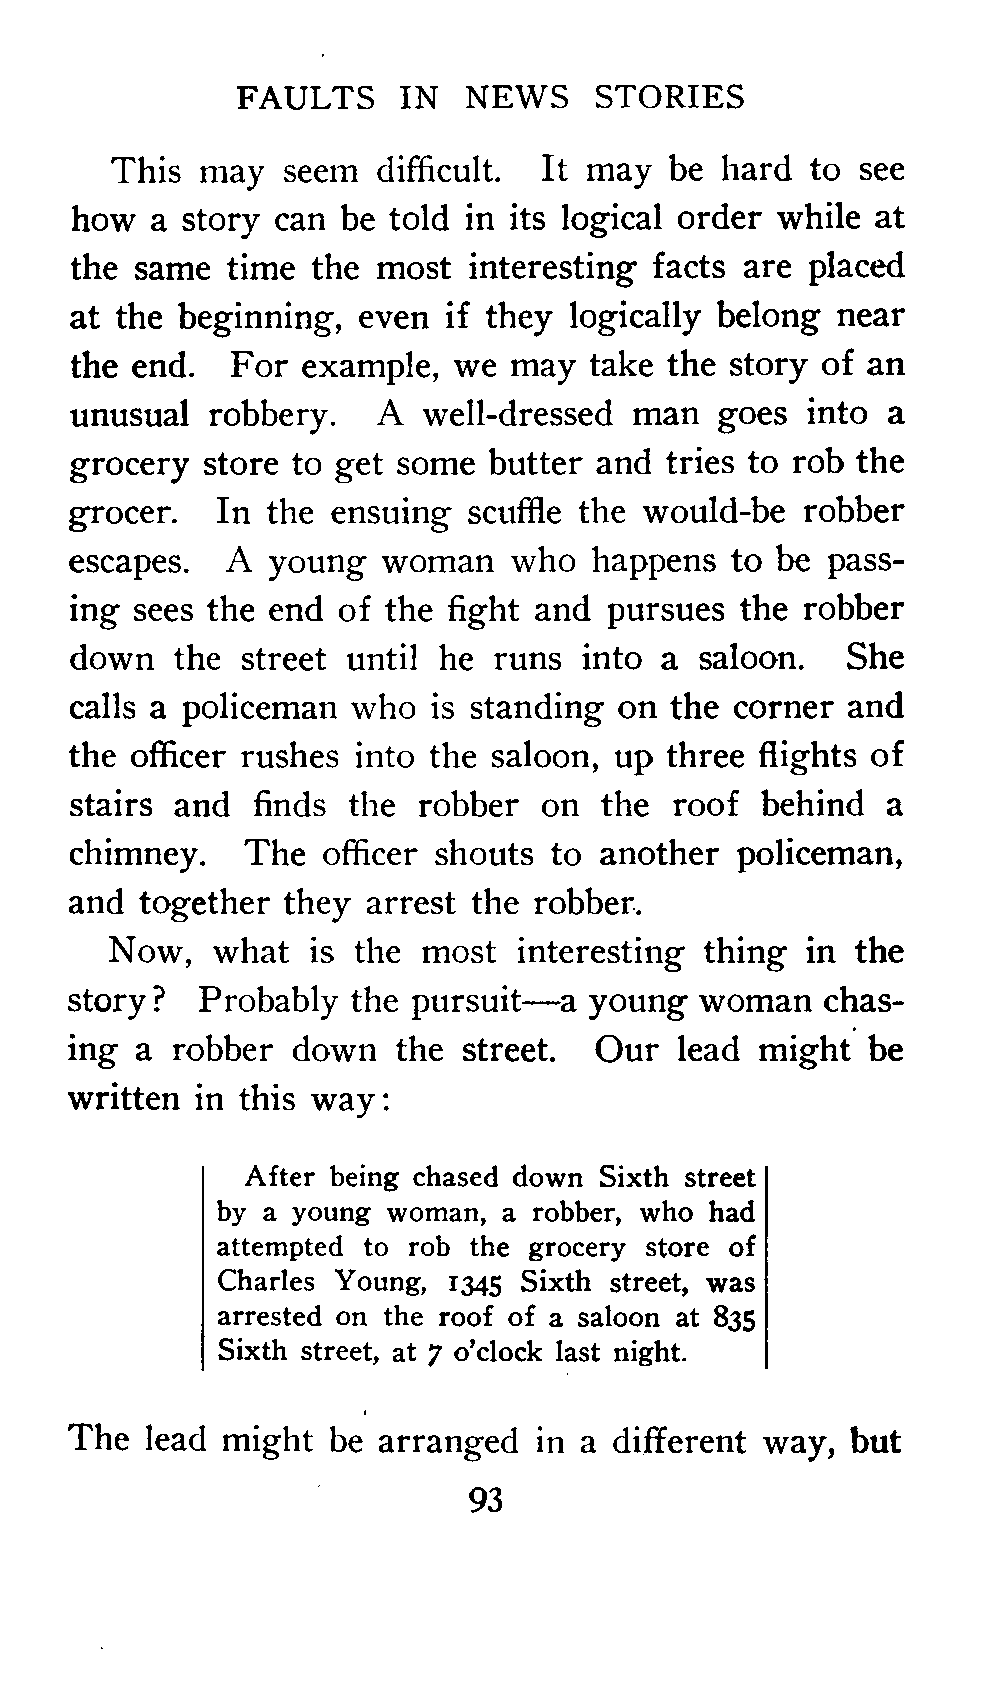 FAULTS IN NEWS STORIES
This may seem difficult. It may be hard to see
how a story can be told in its logical order while at
the same time the most interesting facts are placed
at the beginning, even if they logically belong near
the end. For example, we may take the story of an
unusual robbery. A well-dressed man goes into a
grocery store to get some butter and tries to rob the
grocer. In the ensuing scuffle the would-be robber
escapes. A young woman who happens to be pass-
ing sees the end of the fight and pursues the robber
down the street until he runs into a saloon. She
calls a policeman who is standing on the corner and
the officer rushes into the saloon, up three flights of
stairs and finds the robber on the roof behind a
chimney. The officer shouts to another policeman,
and together they arrest the robber.
Now, what is the most interesting thing in the
story? Probably the pursuit—a young woman chas-
ing a robber down the street. Our lead might be
written in this way:
After being chased down Sixth street
by a young woman, a robber, who had
attempted to rob the grocery store of
Charles Young, 1345 Sixth street, was
arrested on the roof of a saloon at 835
Sixth street, at 7 o'clock last night.
The lead might be arranged in a different way, but
93